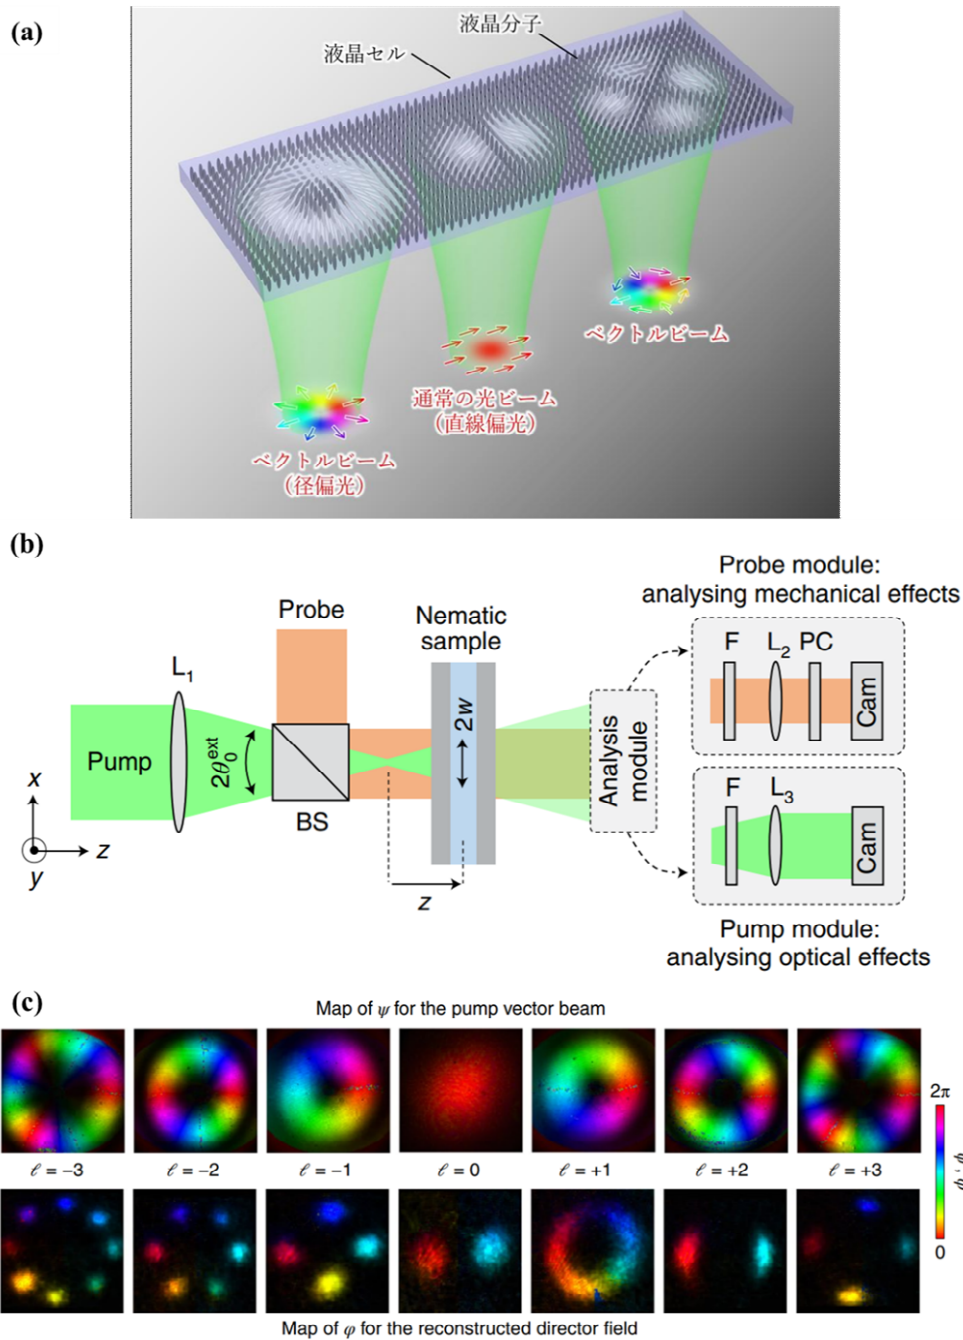 (a)
液晶分子
液晶セル
ベクトルビーム
通常の光ビーム
（直線偏光）
ベクトルビーム
（径偏光）
(b)
Probe module:
analysing mechanical effects
Probe
Nematic
sample
F L₂ PC
L₁
Cam
2w
Pump
2θ₀ᵉˣᵗ
Analysis
module
x
BS
F L₃
z
Cam
y
z
Pump module:
analysing optical effects
(c)
Map of ψ for the pump vector beam
2π
ℓ = −3 ℓ = −2 ℓ = −1 ℓ = 0 ℓ = +1 ℓ = +2 ℓ = +3
0
Map of φ for the reconstructed director field